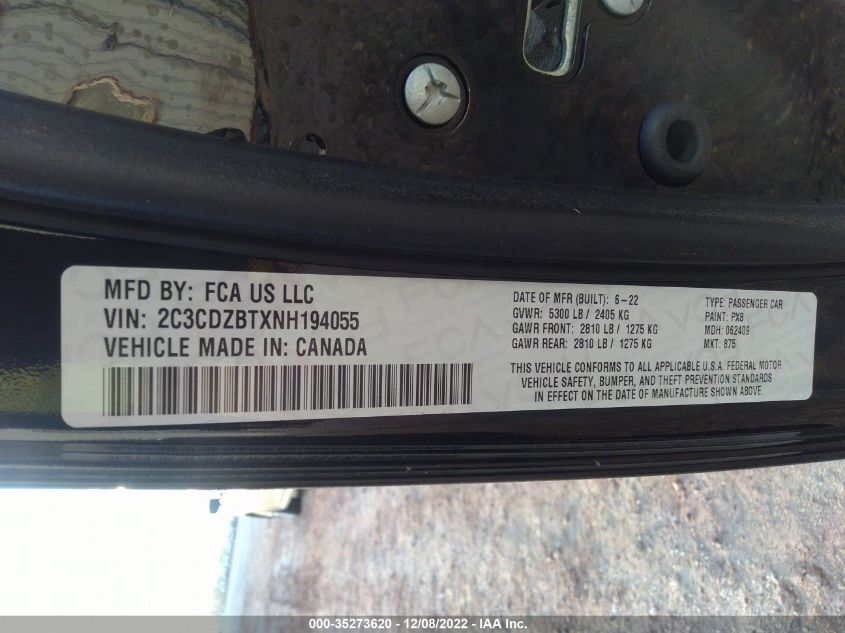 MFD BY: FCA US LLC
VIN: 2C3CDZBTXNH194055
VEHICLE MADE IN: CANADA
DATE OF MFR (BUILT): 6-22
GVWR: 5300 LB / 2405 KG
GAWR FRONT: 2810 LB / 1275 KG
GAWR REAR: 2810 LB / 1275 KG
TYPE: PASSENGER CAR
PAINT: PX8
MDH: 062409
MKT: 875
THIS VEHICLE CONFORMS TO ALL APPLICABLE U.S.A. FEDERAL MOTOR
VEHICLE SAFETY, BUMPER, AND THEFT PREVENTION STANDARDS
IN EFFECT ON THE DATE OF MANUFACTURE SHOWN ABOVE.
000-35273620 - 12/08/2022 - IAA Inc.